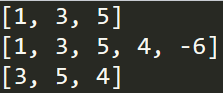 [1, 3, 5]
[1, 3, 5, 4, -6]
[3, 5, 4]